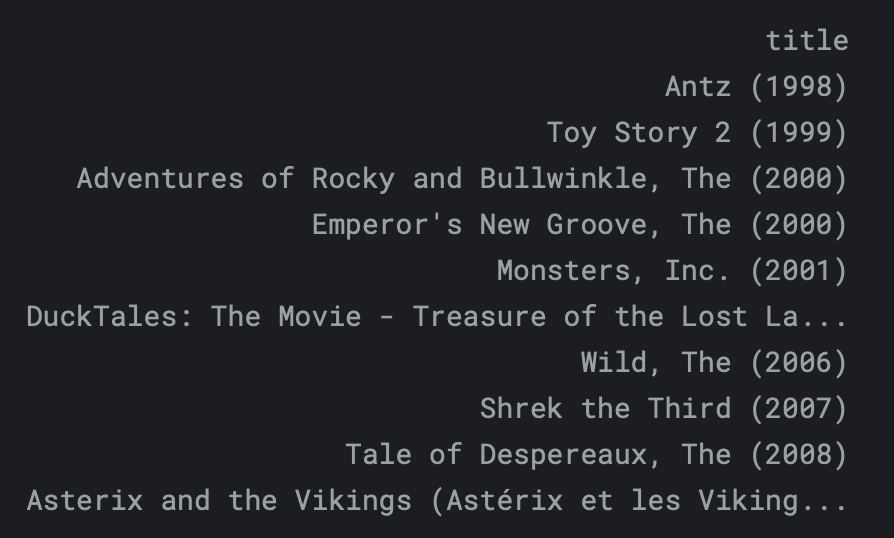 title
Antz (1998)
Toy Story 2 (1999)
Adventures of Rocky and Bullwinkle, The (2000)
Emperor's New Groove, The (2000)
Monsters, Inc. (2001)
DuckTales: The Movie - Treasure of the Lost La...
Wild, The (2006)
Shrek the Third (2007)
Tale of Despereaux, The (2008)
Asterix and the Vikings (Astérix et les Viking...